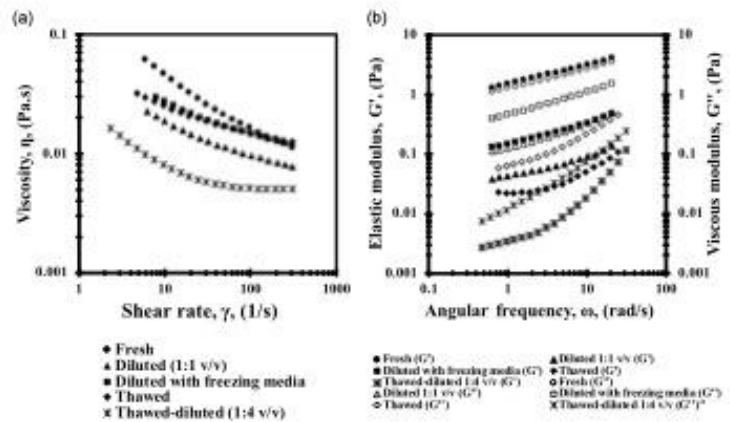 (a)
0.1
0.01
0.001
Viscosity, η, (Pa.s)
1 10 100 1000
Shear rate, γ, (1/s)
Fresh
Diluted (1:1 v/v)
Diluted with freezing media
Thawed
Thawed-diluted (1:4 v/v)
(b)
10
1
0.1
0.01
0.001
Elastic modulus, G', (Pa)
10
1
0.1
0.01
0.001
Viscous modulus, G'', (Pa)
0.1 1 10 100
Angular frequency, ω, (rad/s)
Fresh (G') Diluted 1:1 v/v (G')
Diluted with freezing media (G') Thawed (G')
Thawed-diluted 1:4 v/v (G') Fresh (G'')
Diluted 1:1 v/v (G'') Diluted with freezing media (G'')
Thawed (G'') Thawed-diluted 1:4 v/v (G'')"